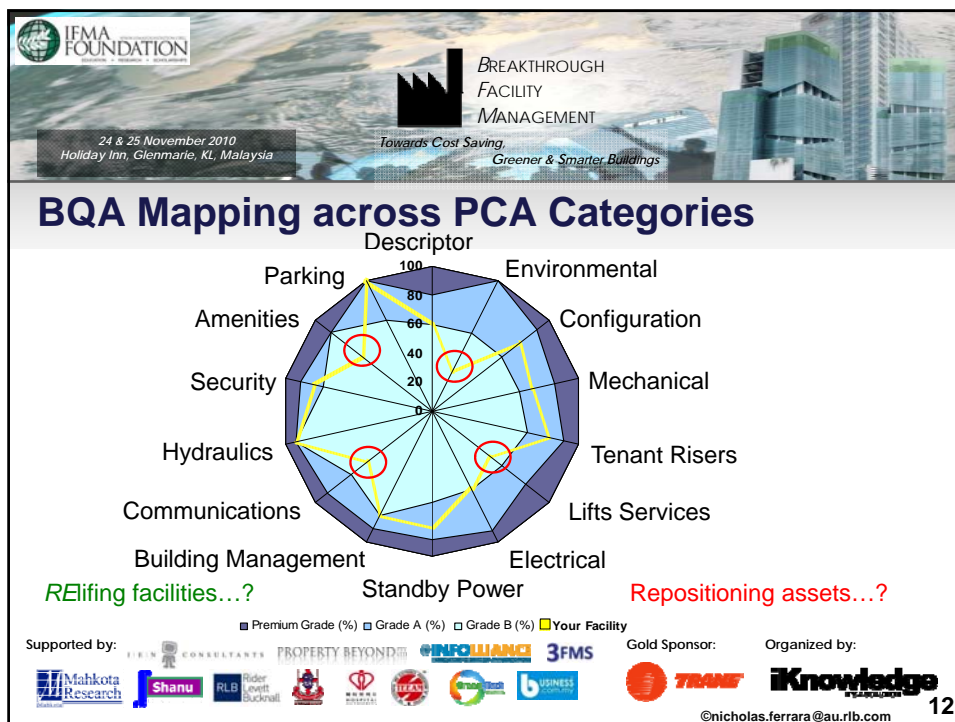 IFMA
FOUNDATION
EDUCATION • RESEARCH • SCHOLARSHIPS
BREAKTHROUGH
FACILITY
MANAGEMENT
24 & 25 November 2010
Holiday Inn, Glenmarie, KL, Malaysia
Towards Cost Saving,
Greener & Smarter Buildings
BQA Mapping across PCA Categories
Descriptor
Environmental
Configuration
Mechanical
Tenant Risers
Lifts Services
Electrical
Standby Power
Building Management
Communications
Hydraulics
Security
Amenities
Parking
100
80
60
40
20
0
RElifing facilities…?
Repositioning assets…?
Premium Grade (%) Grade A (%) Grade B (%) Your Facility
Supported by:
CONSULTANTS
PROPERTY BEYOND
INFOLLIANCE
3FMS
Gold Sponsor:
Organized by:
Mahkota
Research
Shanu
RLB
Rider
Levett
Bucknall
TRANE
iKnowledge
©nicholas.ferrara@au.rlb.com
12